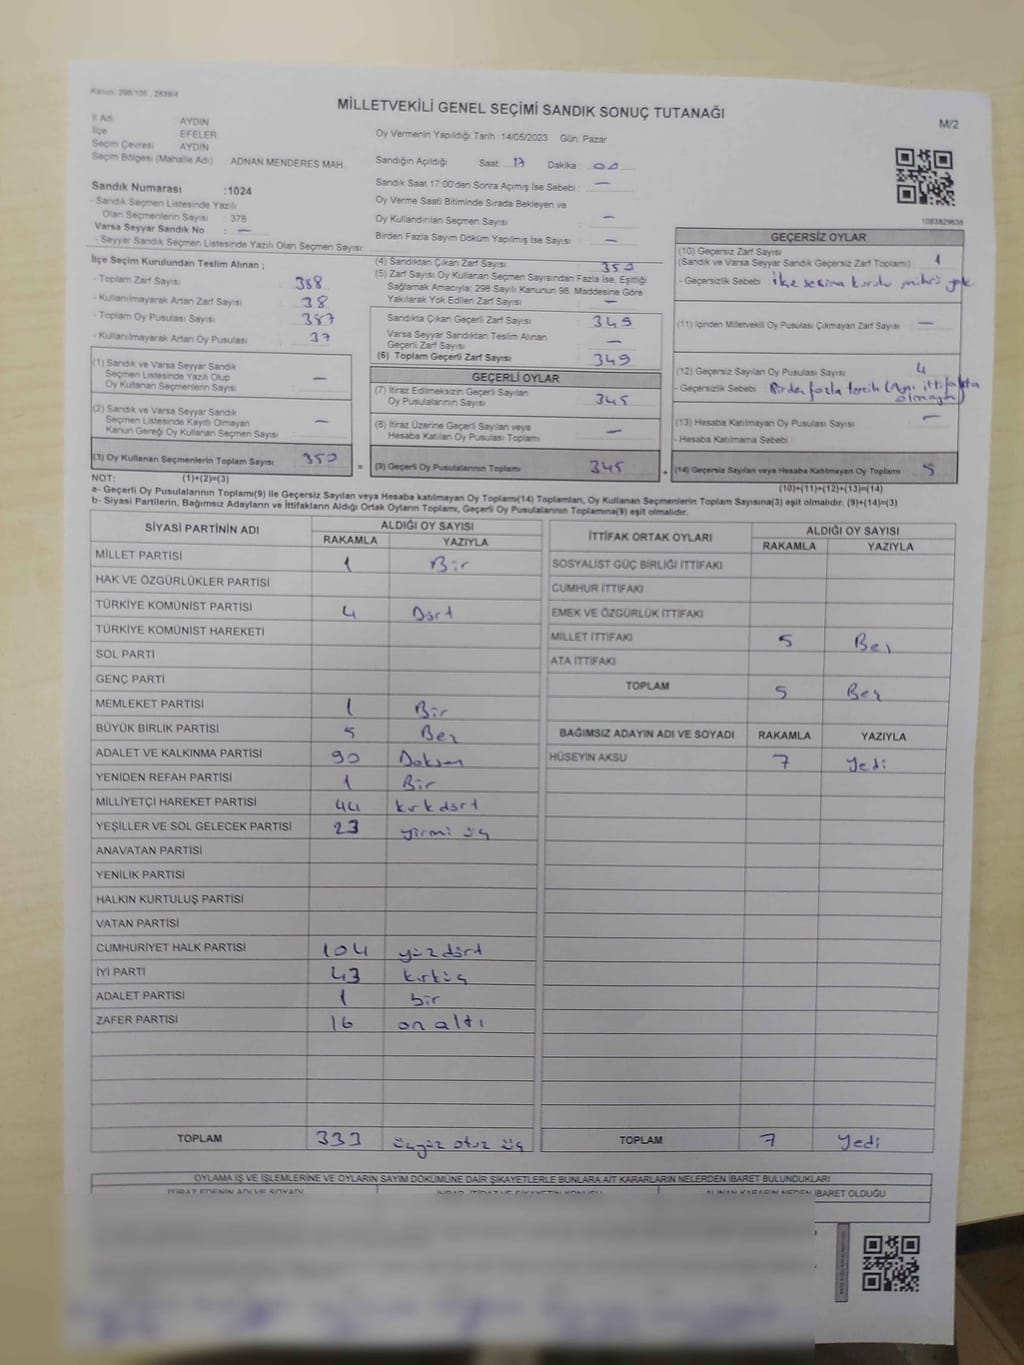 Kanun: 298/105 , 2839/4
MİLLETVEKİLİ GENEL SEÇİMİ SANDIK SONUÇ TUTANAĞI
M/2
İl Adı AYDIN
İlçe EFELER
Seçim Çevresi AYDIN
Seçim Bölgesi (Mahalle Adı) : ADNAN MENDERES MAH.
Oy Vermenin Yapıldığı Tarih :14/05/2023 Gün: Pazar
Sandığın Açıldığı Saat: 17 Dakika : 00
Sandık Saat 17:00'den Sonra Açımış İse Sebebi : —
Oy Verme Saati Bitiminde Sırada Bekleyen ve
Oy Kullandırılan Seçmen Sayısı : —
Birden Fazla Sayım Döküm Yapılmış İse Sayısı : —
1083829638
Sandık Numarası :1024
- Sandık Seçmen Listesinde Yazılı
Olan Seçmenlerin Sayısı : 378
Varsa Seyyar Sandık No : —
- Seyyar Sandık Seçmen Listesinde Yazılı Olan Seçmen Sayısı:
İlçe Seçim Kurulundan Teslim Alınan ;
- Toplam Zarf Sayısı : 388
- Kullanılmayarak Artan Zarf Sayısı : 38
- Toplam Oy Pusulası Sayısı : 387
- Kullanılmayarak Artan Oy Pusulası : 37
(1) Sandık ve Varsa Seyyar Sandık
Seçmen Listesinde Yazılı Olup
Oy Kullanan Seçmenlerin Sayısı : —
(2) Sandık ve Varsa Seyyar Sandık
Seçmen Listesinde Kayıtlı Olmayan
Kanun Gereği Oy Kullanan Seçmen Sayısı : —
(3) Oy Kullanan Seçmenlerin Toplam Sayısı : 350
(4) Sandıktan Çıkan Zarf Sayısı : 350
(5) Zarf Sayısı Oy Kullanan Seçmen Sayısından Fazla İse, Eşitliği
Sağlamak Amacıyla; 298 Sayılı Kanunun 98. Maddesine Göre
Yakılarak Yok Edilen Zarf Sayısı : —
Sandıkta Çıkan Geçerli Zarf Sayısı : 349
Varsa Seyyar Sandıktan Teslim Alınan
Geçerli Zarf Sayısı : —
(6) Toplam Geçerli Zarf Sayısı : 349
GEÇERLİ OYLAR
(7) İtiraz Edilmeksizin Geçerli Sayılan
Oy Pusulalarının Sayısı : 345
(8) İtiraz Üzerine Geçerli Sayılan veya
Hesaba Katılan Oy Pusulası Toplamı : —
= (9) Geçerli Oy Pusulalarının Toplamı : 345
GEÇERSİZ OYLAR
(10) Geçersiz Zarf Sayısı
(Sandık ve Varsa Seyyar Sandık Geçersiz Zarf Toplamı) : 1
- Geçersizlik Sebebi : ilçe seçim kurulu mührü yok
(11) İçinden Milletvekili Oy Pusulası Çıkmayan Zarf Sayısı : —
(12) Geçersiz Sayılan Oy Pusulası Sayısı : 4
- Geçersizlik Sebebi : Birden fazla tercih (Aynı ittifakta
olmayan)
(13) Hesaba Katılmayan Oy Pusulası Sayısı : —
- Hesaba Katılmama Sebebi :
+ (14) Geçersiz Sayılan veya Hesaba Katılmayan Oy Toplamı : 5
NOT: (1)+(2)=(3) (10)+(11)+(12)+(13)=(14)
a- Geçerli Oy Pusulalarının Toplamı(9) ile Geçersiz Sayılan veya Hesaba katılmayan Oy Toplamı(14) Toplamları, Oy Kullanan Seçmenlerin Toplam Sayısına(3) eşit olmalıdır. (9)+(14)=(3)
b- Siyasi Partilerin, Bağımsız Adayların ve İttifakların Aldığı Ortak Oyların Toplamı, Geçerli Oy Pusulalarının Toplamına(9) eşit olmalıdır.
SİYASİ PARTİNİN ADI ALDIĞI OY SAYISI
RAKAMLA YAZIYLA
MİLLET PARTİSİ 1 Bir
HAK VE ÖZGÜRLÜKLER PARTİSİ
TÜRKİYE KOMÜNİST PARTİSİ 4 Dört
TÜRKİYE KOMÜNİST HAREKETİ
SOL PARTİ
GENÇ PARTİ
MEMLEKET PARTİSİ 1 Bir
BÜYÜK BİRLİK PARTİSİ 5 Beş
ADALET VE KALKINMA PARTİSİ 90 Doksan
YENİDEN REFAH PARTİSİ 1 Bir
MİLLİYETÇİ HAREKET PARTİSİ 44 kırkdört
YEŞİLLER VE SOL GELECEK PARTİSİ 23 yirmi üç
ANAVATAN PARTİSİ
YENİLİK PARTİSİ
HALKIN KURTULUŞ PARTİSİ
VATAN PARTİSİ
CUMHURİYET HALK PARTİSİ 104 yüz dört
İYİ PARTİ 43 kırküç
ADALET PARTİSİ 1 bir
ZAFER PARTİSİ 16 on altı
TOPLAM 333 üçyüz otuz üç
İTTİFAK ORTAK OYLARI ALDIĞI OY SAYISI
RAKAMLA YAZIYLA
SOSYALİST GÜÇ BİRLİĞİ İTTİFAKI
CUMHUR İTTİFAKI
EMEK VE ÖZGÜRLÜK İTTİFAKI
MİLLET İTTİFAKI 5 Beş
ATA İTTİFAKI
TOPLAM 5 Beş
BAĞIMSIZ ADAYIN ADI VE SOYADI RAKAMLA YAZIYLA
HÜSEYİN AKSU 7 Yedi
TOPLAM 7 Yedi
OYLAMA İŞ VE İŞLEMLERİNE VE OYLARIN SAYIM DÖKÜMÜNE DAİR ŞİKAYETLERLE BUNLARA AİT KARARLARIN NELERDEN İBARET BULUNDUKLARI
İTİRAZ EDENİN ADI VE SOYADI İHBAR, İTİRAZ VE ŞİKAYETİN KONUSU ALINAN KARARIN NEDEN İBARET OLDUĞU